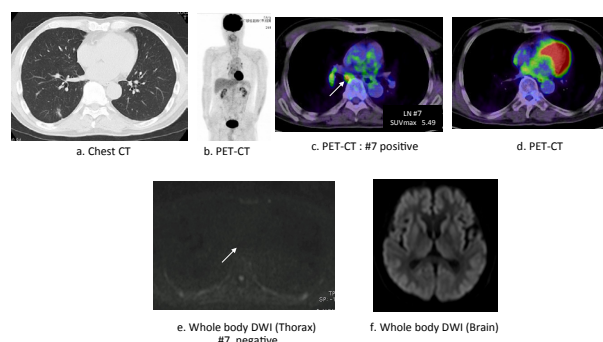 LN #7
SUVmax 5.49
a. Chest CT
b. PET-CT
c. PET-CT : #7 positive
d. PET-CT
e. Whole body DWI (Thorax)
#7 negative
f. Whole body DWI (Brain)